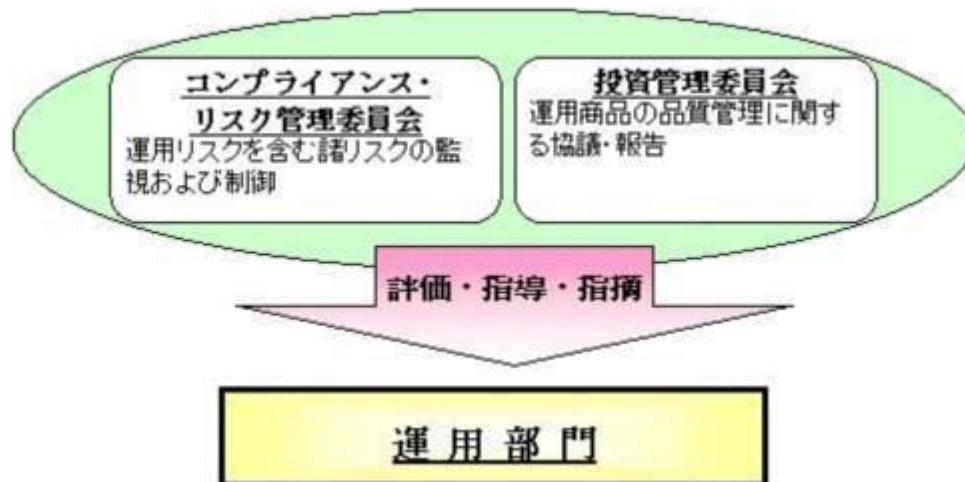 コンプライアンス・
リスク管理委員会
運用リスクを含む諸リスクの監
視および制御
投資管理委員会
運用商品の品質管理に関す
る協議・報告
評価・指導・指摘
運用部門